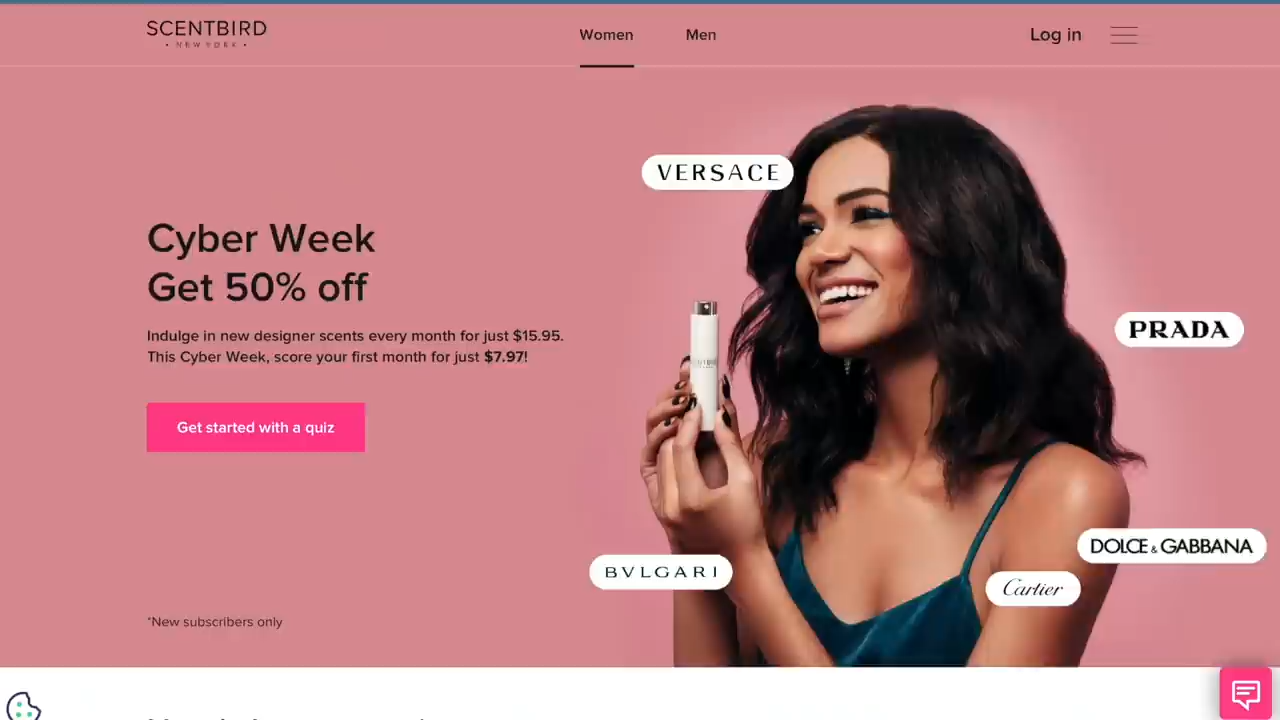 SCENTBIRD
• NEW YORK •
Women
Men
Log in
VERSACE
Cyber Week
Get 50% off
PRADA
Indulge in new designer scents every month for just $15.95.
This Cyber Week, score your first month for just $7.97!
Get started with a quiz
DOLCE & GABBANA
BVLGARI
Cartier
*New subscribers only